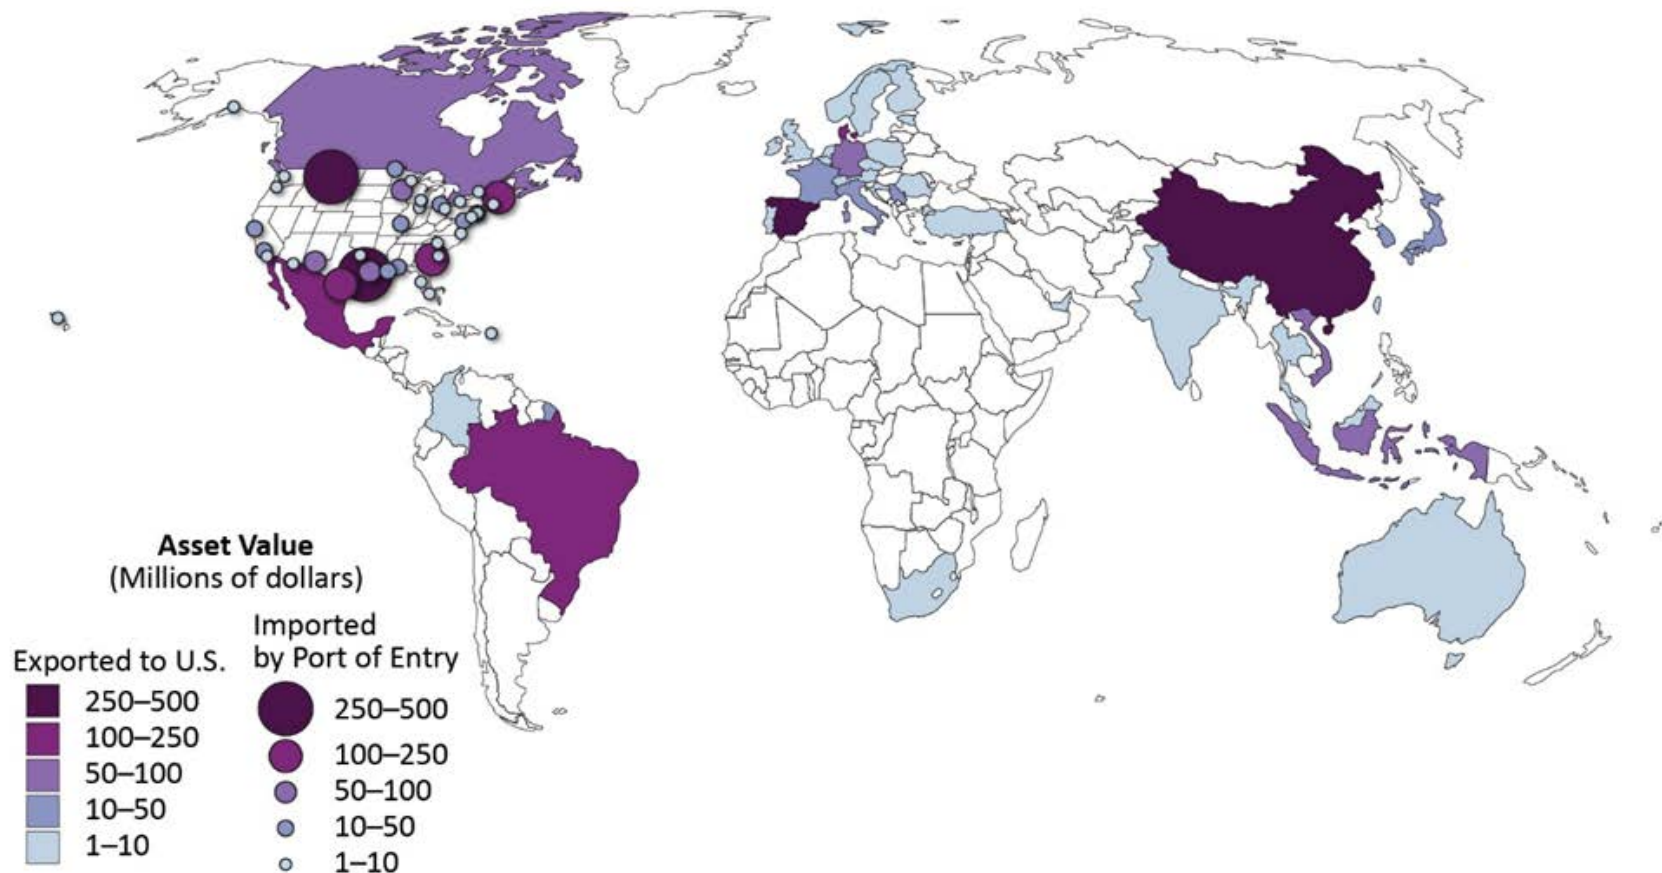 Asset Value
(Millions of dollars)
Exported to U.S.
250–500
100–250
50–100
10–50
1–10
Imported
by Port of Entry
250–500
100–250
50–100
10–50
1–10